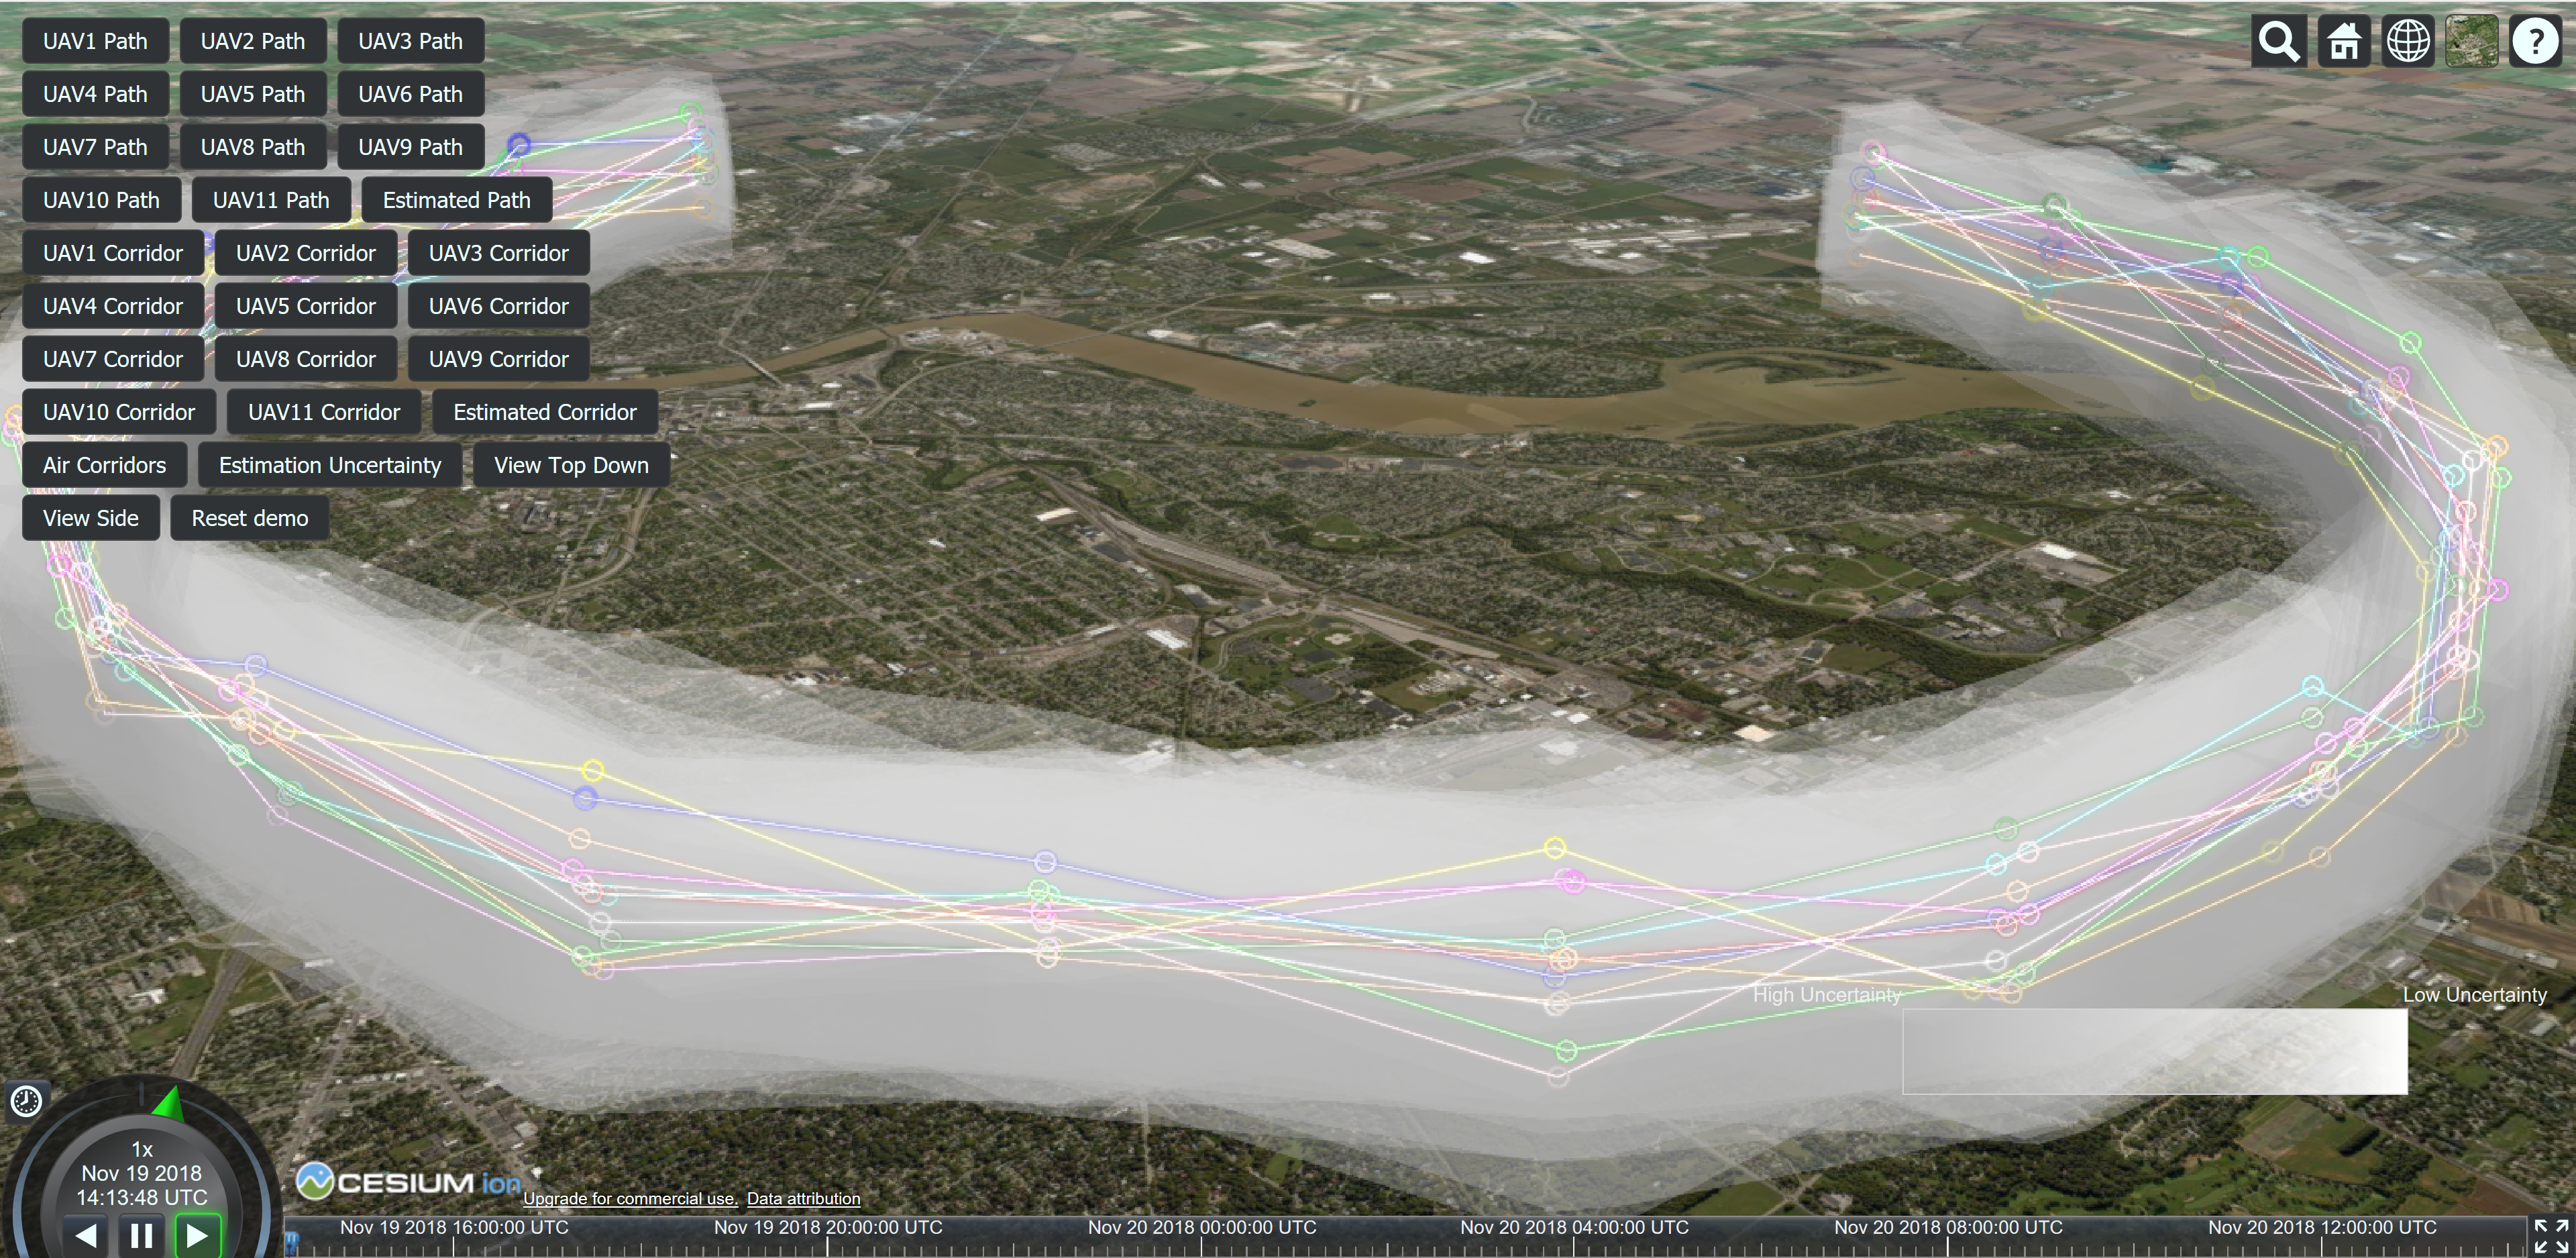 UAV1 Path UAV2 Path UAV3 Path
UAV4 Path UAV5 Path UAV6 Path
UAV7 Path UAV8 Path UAV9 Path
UAV10 Path UAV11 Path Estimated Path
UAV1 Corridor UAV2 Corridor UAV3 Corridor
UAV4 Corridor UAV5 Corridor UAV6 Corridor
UAV7 Corridor UAV8 Corridor UAV9 Corridor
UAV10 Corridor UAV11 Corridor Estimated Corridor
Air Corridors Estimation Uncertainty View Top Down
View Side Reset demo
?
High Uncertainty Low Uncertainty
1x
Nov 19 2018
14:13:48 UTC
CESIUM ion Upgrade for commercial use. Data attribution
Nov 19 2018 16:00:00 UTC Nov 19 2018 20:00:00 UTC Nov 20 2018 00:00:00 UTC Nov 20 2018 04:00:00 UTC Nov 20 2018 08:00:00 UTC Nov 20 2018 12:00:00 UTC